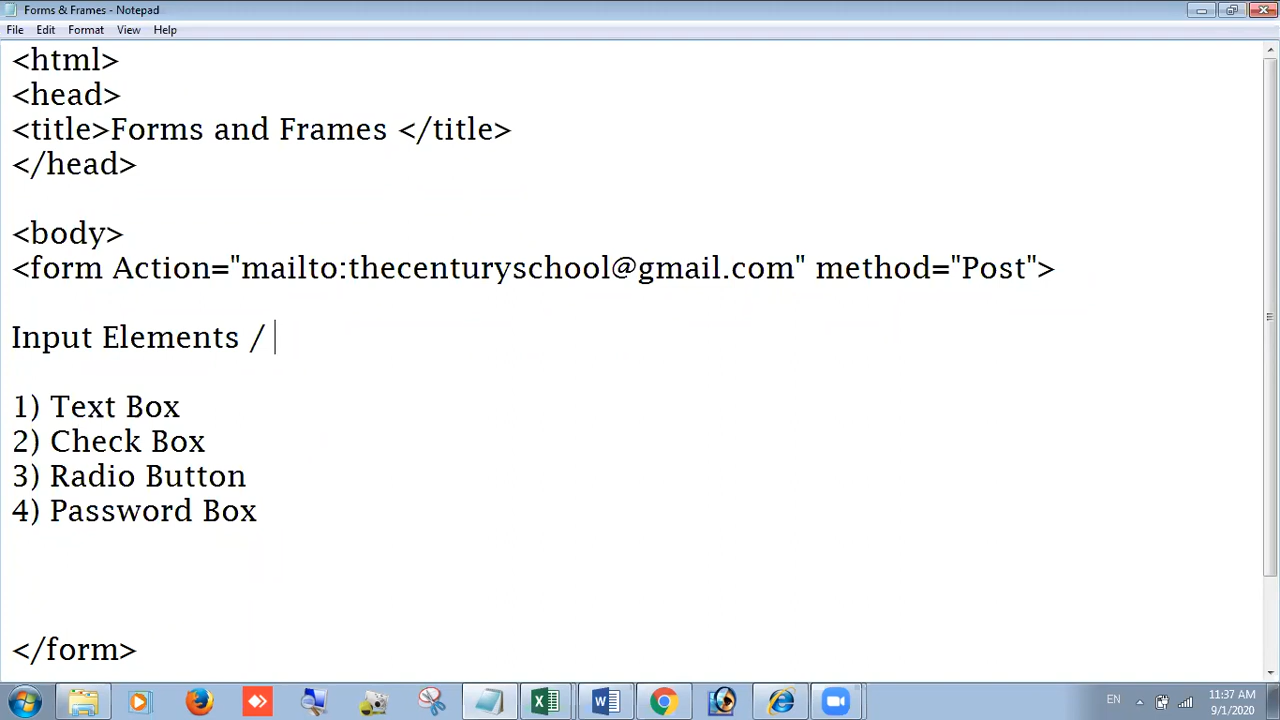 Forms & Frames - Notepad
File Edit Format View Help
<html>
<head>
<title>Forms and Frames </title>
</head>
<body>
<form Action="mailto:thecenturyschool@gmail.com" method="Post">
Input Elements /
1) Text Box
2) Check Box
3) Radio Button
4) Password Box
</form>
EN
11:37 AM
9/1/2020